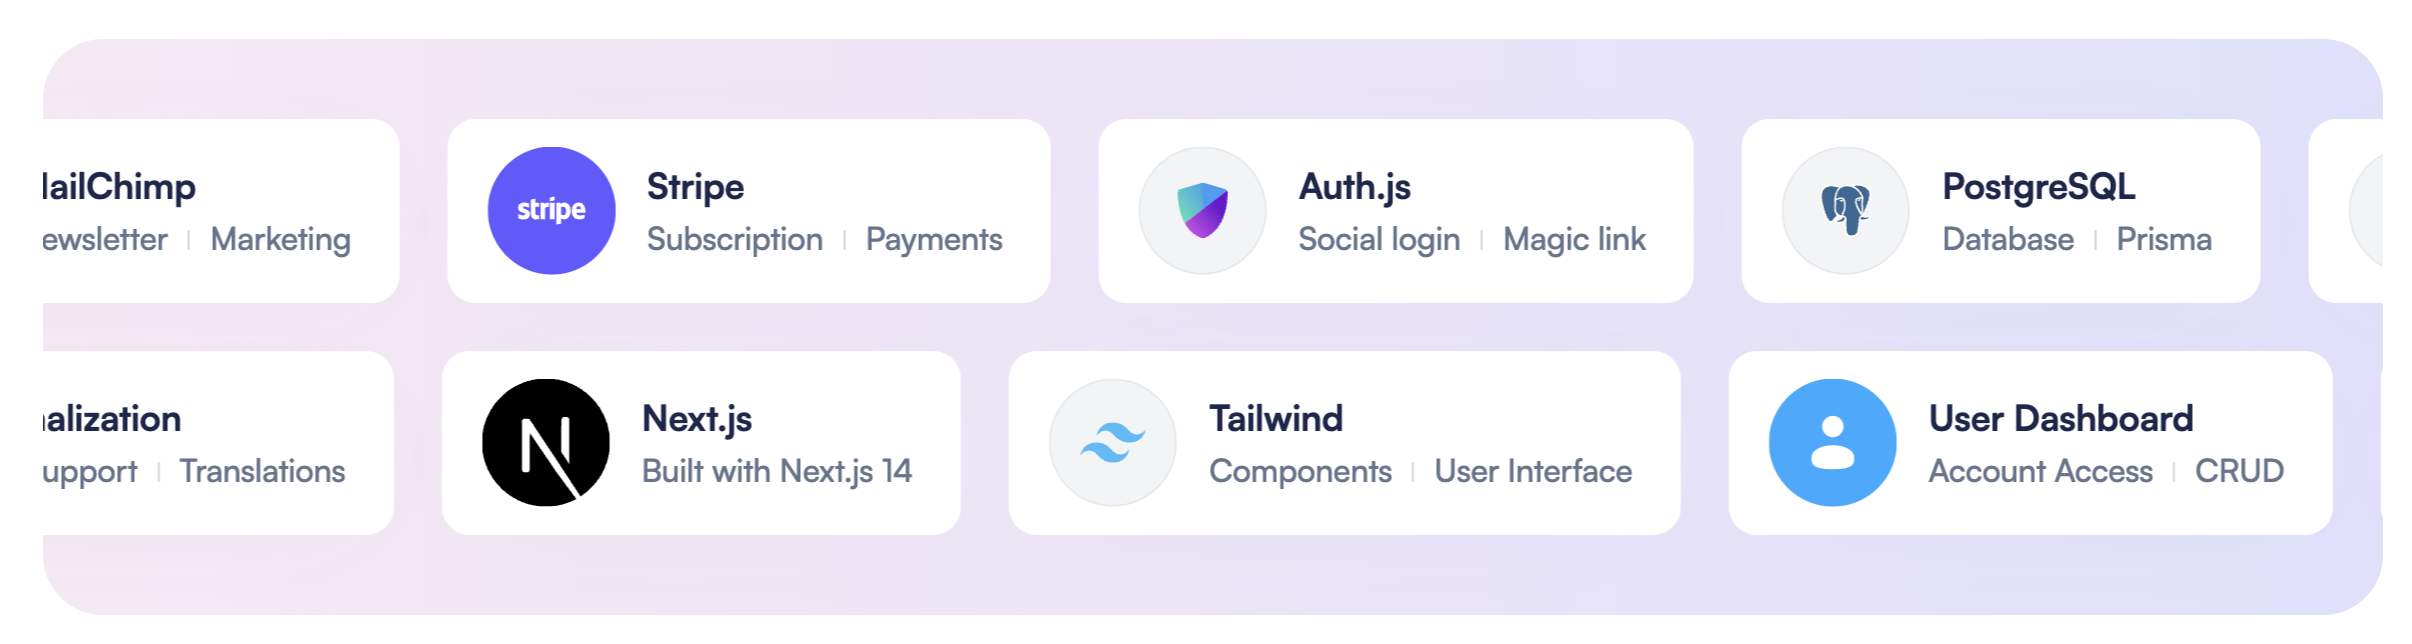 ailChimp
ewsletter | Marketing
stripe
Stripe
Subscription | Payments
Auth.js
Social login | Magic link
PostgreSQL
Database | Prisma
alization
upport | Translations
Next.js
Built with Next.js 14
Tailwind
Components | User Interface
User Dashboard
Account Access | CRUD